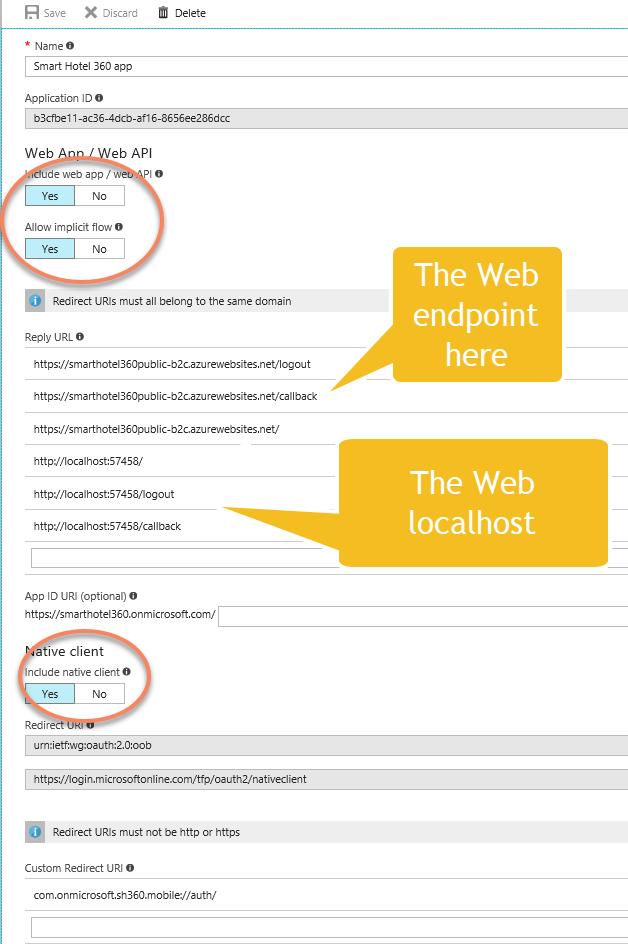 Save Discard Delete
* Name
Smart Hotel 360 app
Application ID
b3cfbe11-ac36-4dcb-af16-8656ee286dcc
Web App / Web API
Include web app / web API
Yes No
Allow implicit flow
Yes No
Redirect URIs must all belong to the same domain
The Web
endpoint
here
Reply URL
https://smarthotel360public-b2c.azurewebsites.net/logout
https://smarthotel360public-b2c.azurewebsites.net/callback
https://smarthotel360public-b2c.azurewebsites.net/
http://localhost:57458/
http://localhost:57458/logout
http://localhost:57458/callback
The Web
localhost
App ID URI (optional)
https://smarthotel360.onmicrosoft.com/
Native client
Include native client
Yes No
Redirect URI
urn:ietf:wg:oauth:2.0:oob
https://login.microsoftonline.com/tfp/oauth2/nativeclient
Redirect URIs must not be http or https
Custom Redirect URI
com.onmicrosoft.sh360.mobile://auth/